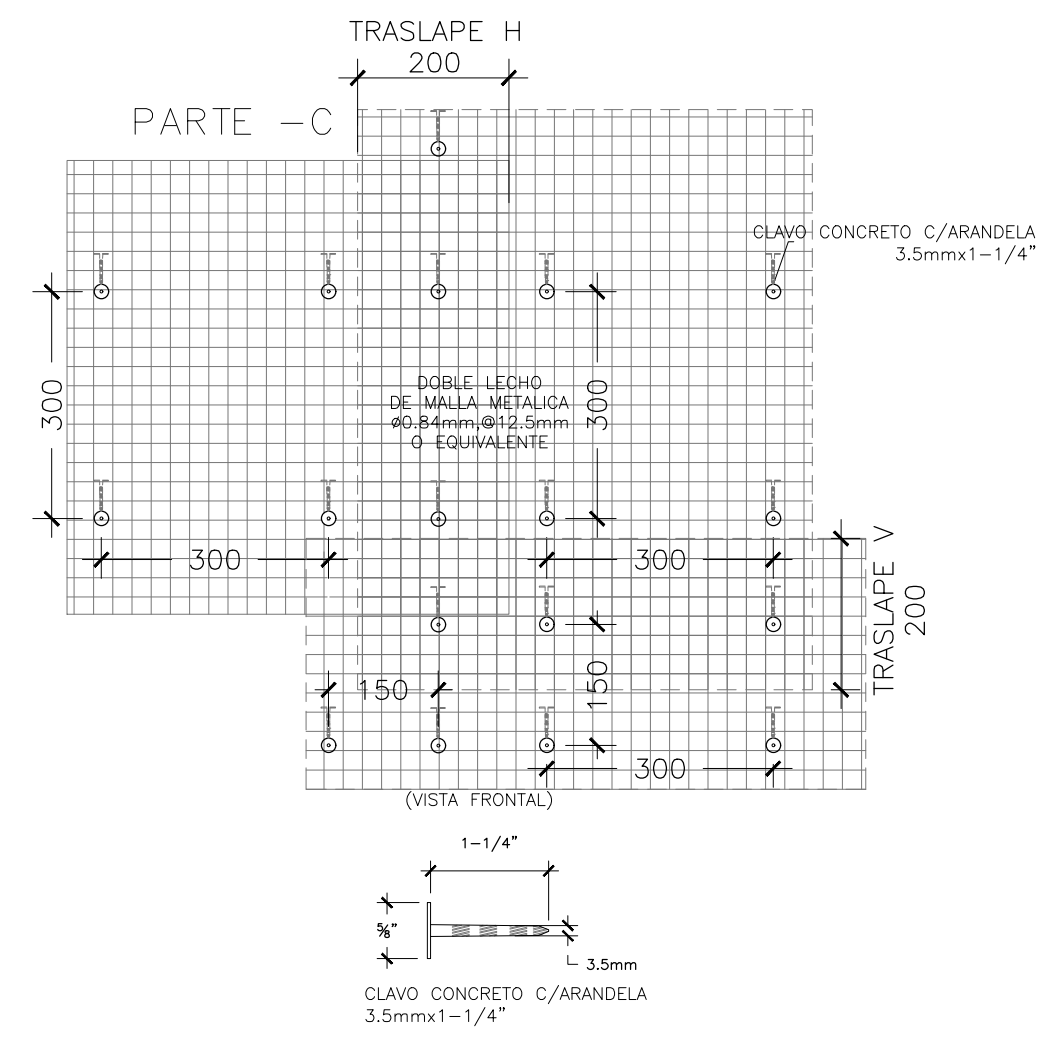 TRASLAPE H
200
PARTE -C
CLAVO CONCRETO C/ARANDELA
3.5mmx1-1/4"
300
300
DOBLE LECHO
DE MALLA METALICA
ø0.84mm,@12.5mm
O EQUIVALENTE
300
300
TRASLAPE V
200
150
150
300
(VISTA FRONTAL)
1-1/4"
5/8"
3.5mm
CLAVO CONCRETO C/ARANDELA
3.5mmx1-1/4"